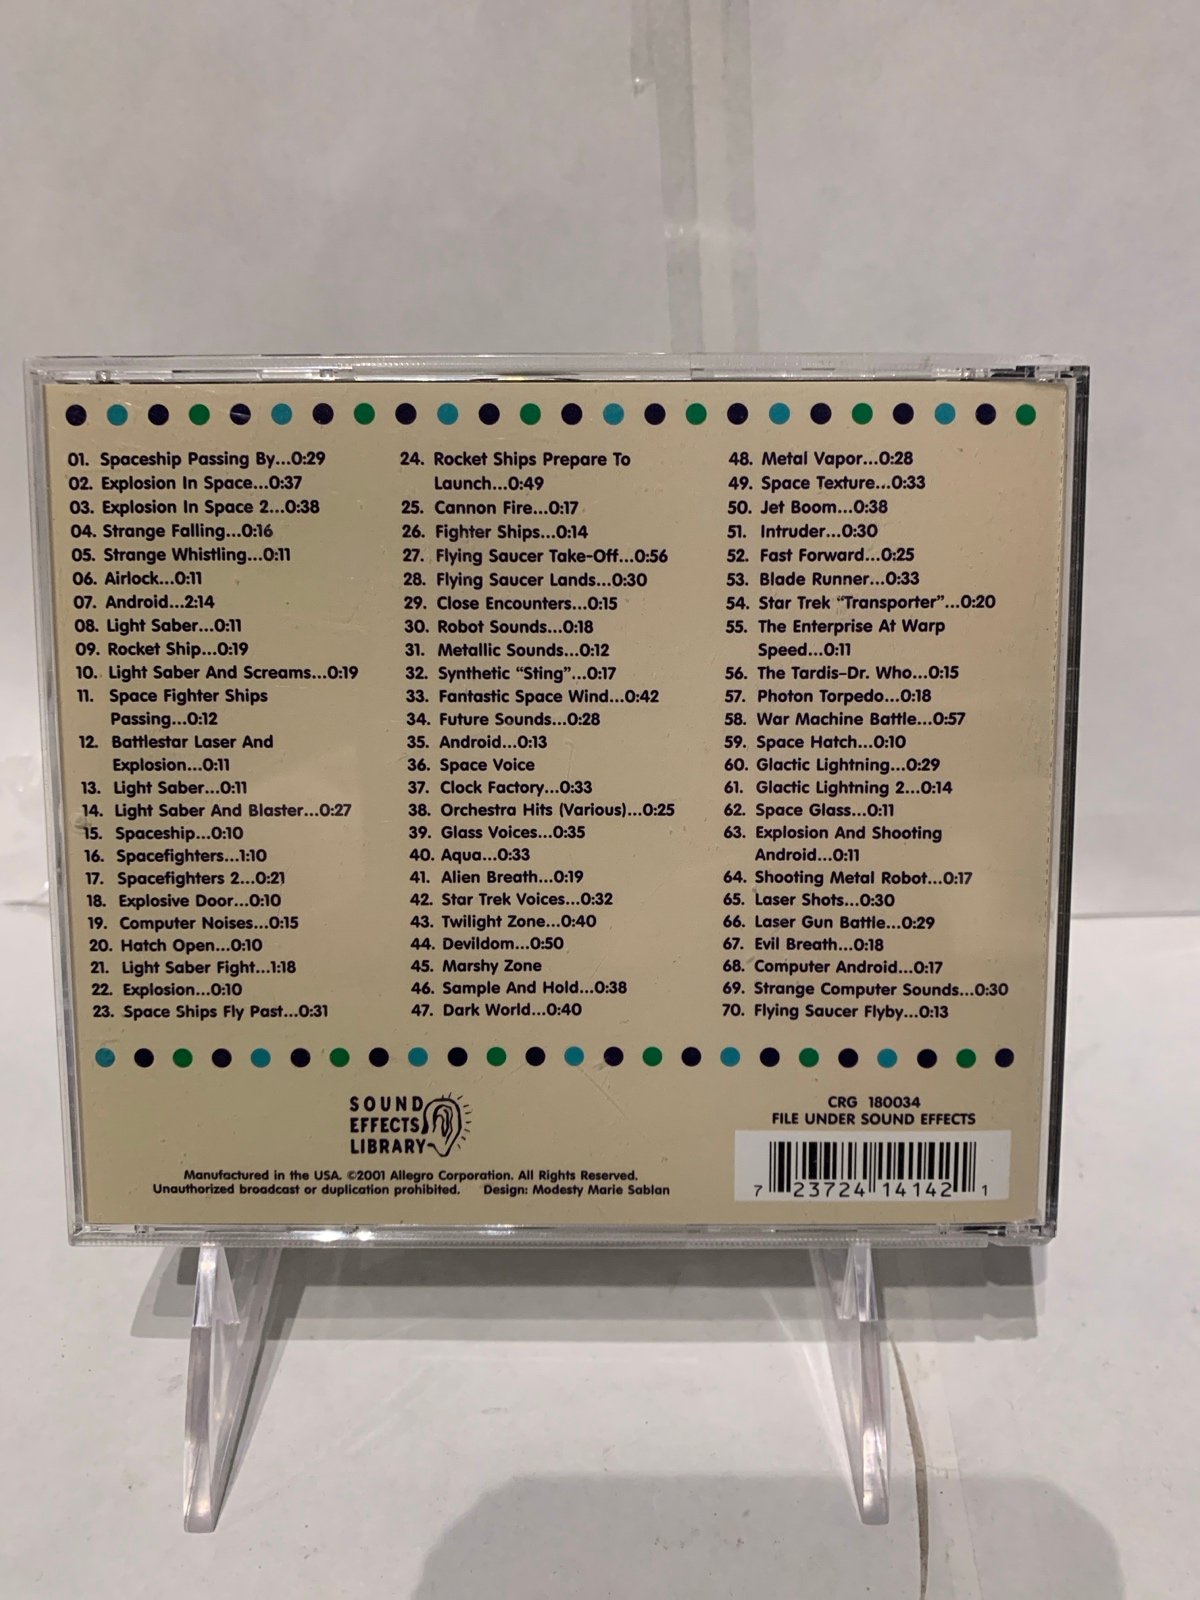 01. Spaceship Passing By...0:29
02. Explosion In Space...0:37
03. Explosion In Space 2...0:38
04. Strange Falling...0:16
05. Strange Whistling...0:11
06. Airlock...0:11
07. Android...2:14
08. Light Saber...0:11
09. Rocket Ship...0:19
10. Light Saber And Screams...0:19
11. Space Fighter Ships
Passing...0:12
12. Battlestar Laser And
Explosion...0:11
13. Light Saber...0:11
14. Light Saber And Blaster...0:27
15. Spaceship...0:10
16. Spacefighters...1:10
17. Spacefighters 2...0:21
18. Explosive Door...0:10
19. Computer Noises...0:15
20. Hatch Open...0:10
21. Light Saber Fight...1:18
22. Explosion...0:10
23. Space Ships Fly Past...0:31
24. Rocket Ships Prepare To
Launch...0:49
25. Cannon Fire...0:17
26. Fighter Ships...0:14
27. Flying Saucer Take-Off...0:56
28. Flying Saucer Lands...0:30
29. Close Encounters...0:15
30. Robot Sounds...0:18
31. Metallic Sounds...0:12
32. Synthetic “Sting”...0:17
33. Fantastic Space Wind...0:42
34. Future Sounds...0:28
35. Android...0:13
36. Space Voice
37. Clock Factory...0:33
38. Orchestra Hits (Various)...0:25
39. Glass Voices...0:35
40. Aqua...0:33
41. Alien Breath...0:19
42. Star Trek Voices...0:32
43. Twilight Zone...0:40
44. Devildom...0:50
45. Marshy Zone
46. Sample And Hold...0:38
47. Dark World...0:40
48. Metal Vapor...0:28
49. Space Texture...0:33
50. Jet Boom...0:38
51. Intruder...0:30
52. Fast Forward...0:25
53. Blade Runner...0:33
54. Star Trek “Transporter”...0:20
55. The Enterprise At Warp
Speed...0:11
56. The Tardis–Dr. Who...0:15
57. Photon Torpedo...0:18
58. War Machine Battle...0:57
59. Space Hatch...0:10
60. Glactic Lightning...0:29
61. Glactic Lightning 2...0:14
62. Space Glass...0:11
63. Explosion And Shooting
Android...0:11
64. Shooting Metal Robot...0:17
65. Laser Shots...0:30
66. Laser Gun Battle...0:29
67. Evil Breath...0:18
68. Computer Android...0:17
69. Strange Computer Sounds...0:30
70. Flying Saucer Flyby...0:13
SOUND
EFFECTS
LIBRARY
Manufactured in the USA. ©2001 Allegro Corporation. All Rights Reserved.
Unauthorized broadcast or duplication prohibited. Design: Modesty Marie Sablan
CRG 180034
FILE UNDER SOUND EFFECTS
7 23724 14142 1